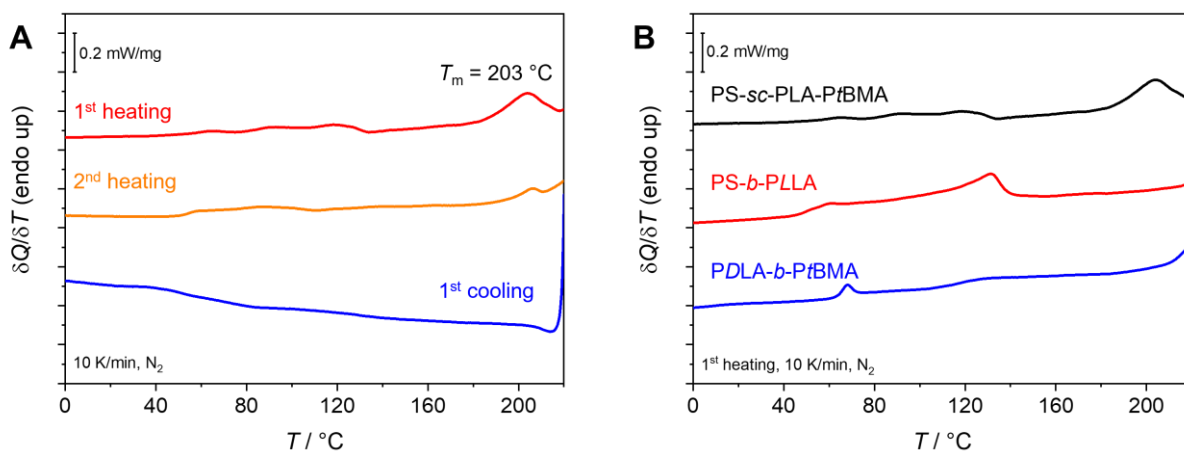 A
0.2 mW/mg
Tm = 203 °C
1st heating
2nd heating
1st cooling
10 K/min, N2
δQ/δT (endo up)
0 40 80 120 160 200
T / °C
B
0.2 mW/mg
PS-sc-PLA-PtBMA
PS-b-PLLA
PDLA-b-PtBMA
1st heating, 10 K/min, N2
δQ/δT (endo up)
0 40 80 120 160 200
T / °C